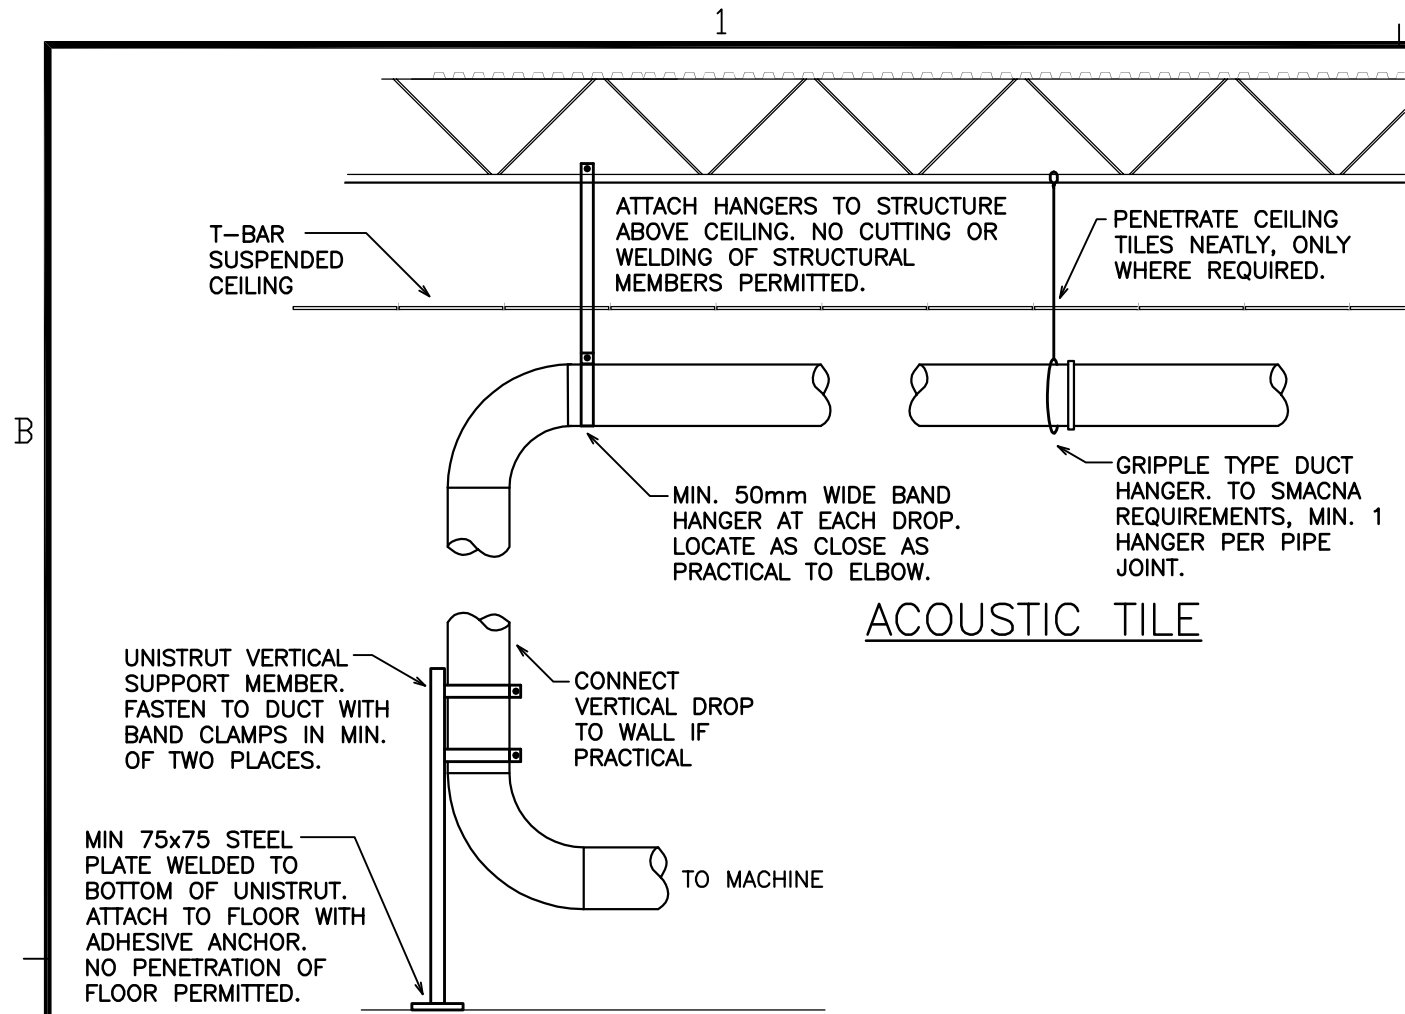 1
ATTACH HANGERS TO STRUCTURE
ABOVE CEILING. NO CUTTING OR
WELDING OF STRUCTURAL
MEMBERS PERMITTED.
PENETRATE CEILING
TILES NEATLY, ONLY
WHERE REQUIRED.
T-BAR
SUSPENDED
CEILING
B
MIN. 50mm WIDE BAND
HANGER AT EACH DROP.
LOCATE AS CLOSE AS
PRACTICAL TO ELBOW.
GRIPPLE TYPE DUCT
HANGER. TO SMACNA
REQUIREMENTS, MIN. 1
HANGER PER PIPE
JOINT.
ACOUSTIC TILE
UNISTRUT VERTICAL
SUPPORT MEMBER.
FASTEN TO DUCT WITH
BAND CLAMPS IN MIN.
OF TWO PLACES.
CONNECT
VERTICAL DROP
TO WALL IF
PRACTICAL
MIN 75x75 STEEL
PLATE WELDED TO
BOTTOM OF UNISTRUT.
ATTACH TO FLOOR WITH
ADHESIVE ANCHOR.
NO PENETRATION OF
FLOOR PERMITTED.
TO MACHINE